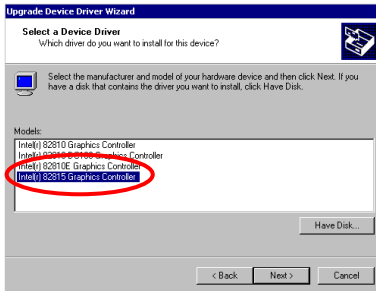 Upgrade Device Driver Wizard
Select a Device Driver
Which driver do you want to install for this device?
Select the manufacturer and model of your hardware device and then click Next. If you
have a disk that contains the driver you want to install, click Have Disk.
Models:
Intel(r) 82810 Graphics Controller
Intel(r) 82810-DC100 Graphics Controller
Intel(r) 82810E Graphics Controller
Intel(r) 82815 Graphics Controller
Have Disk...
< Back
Next >
Cancel